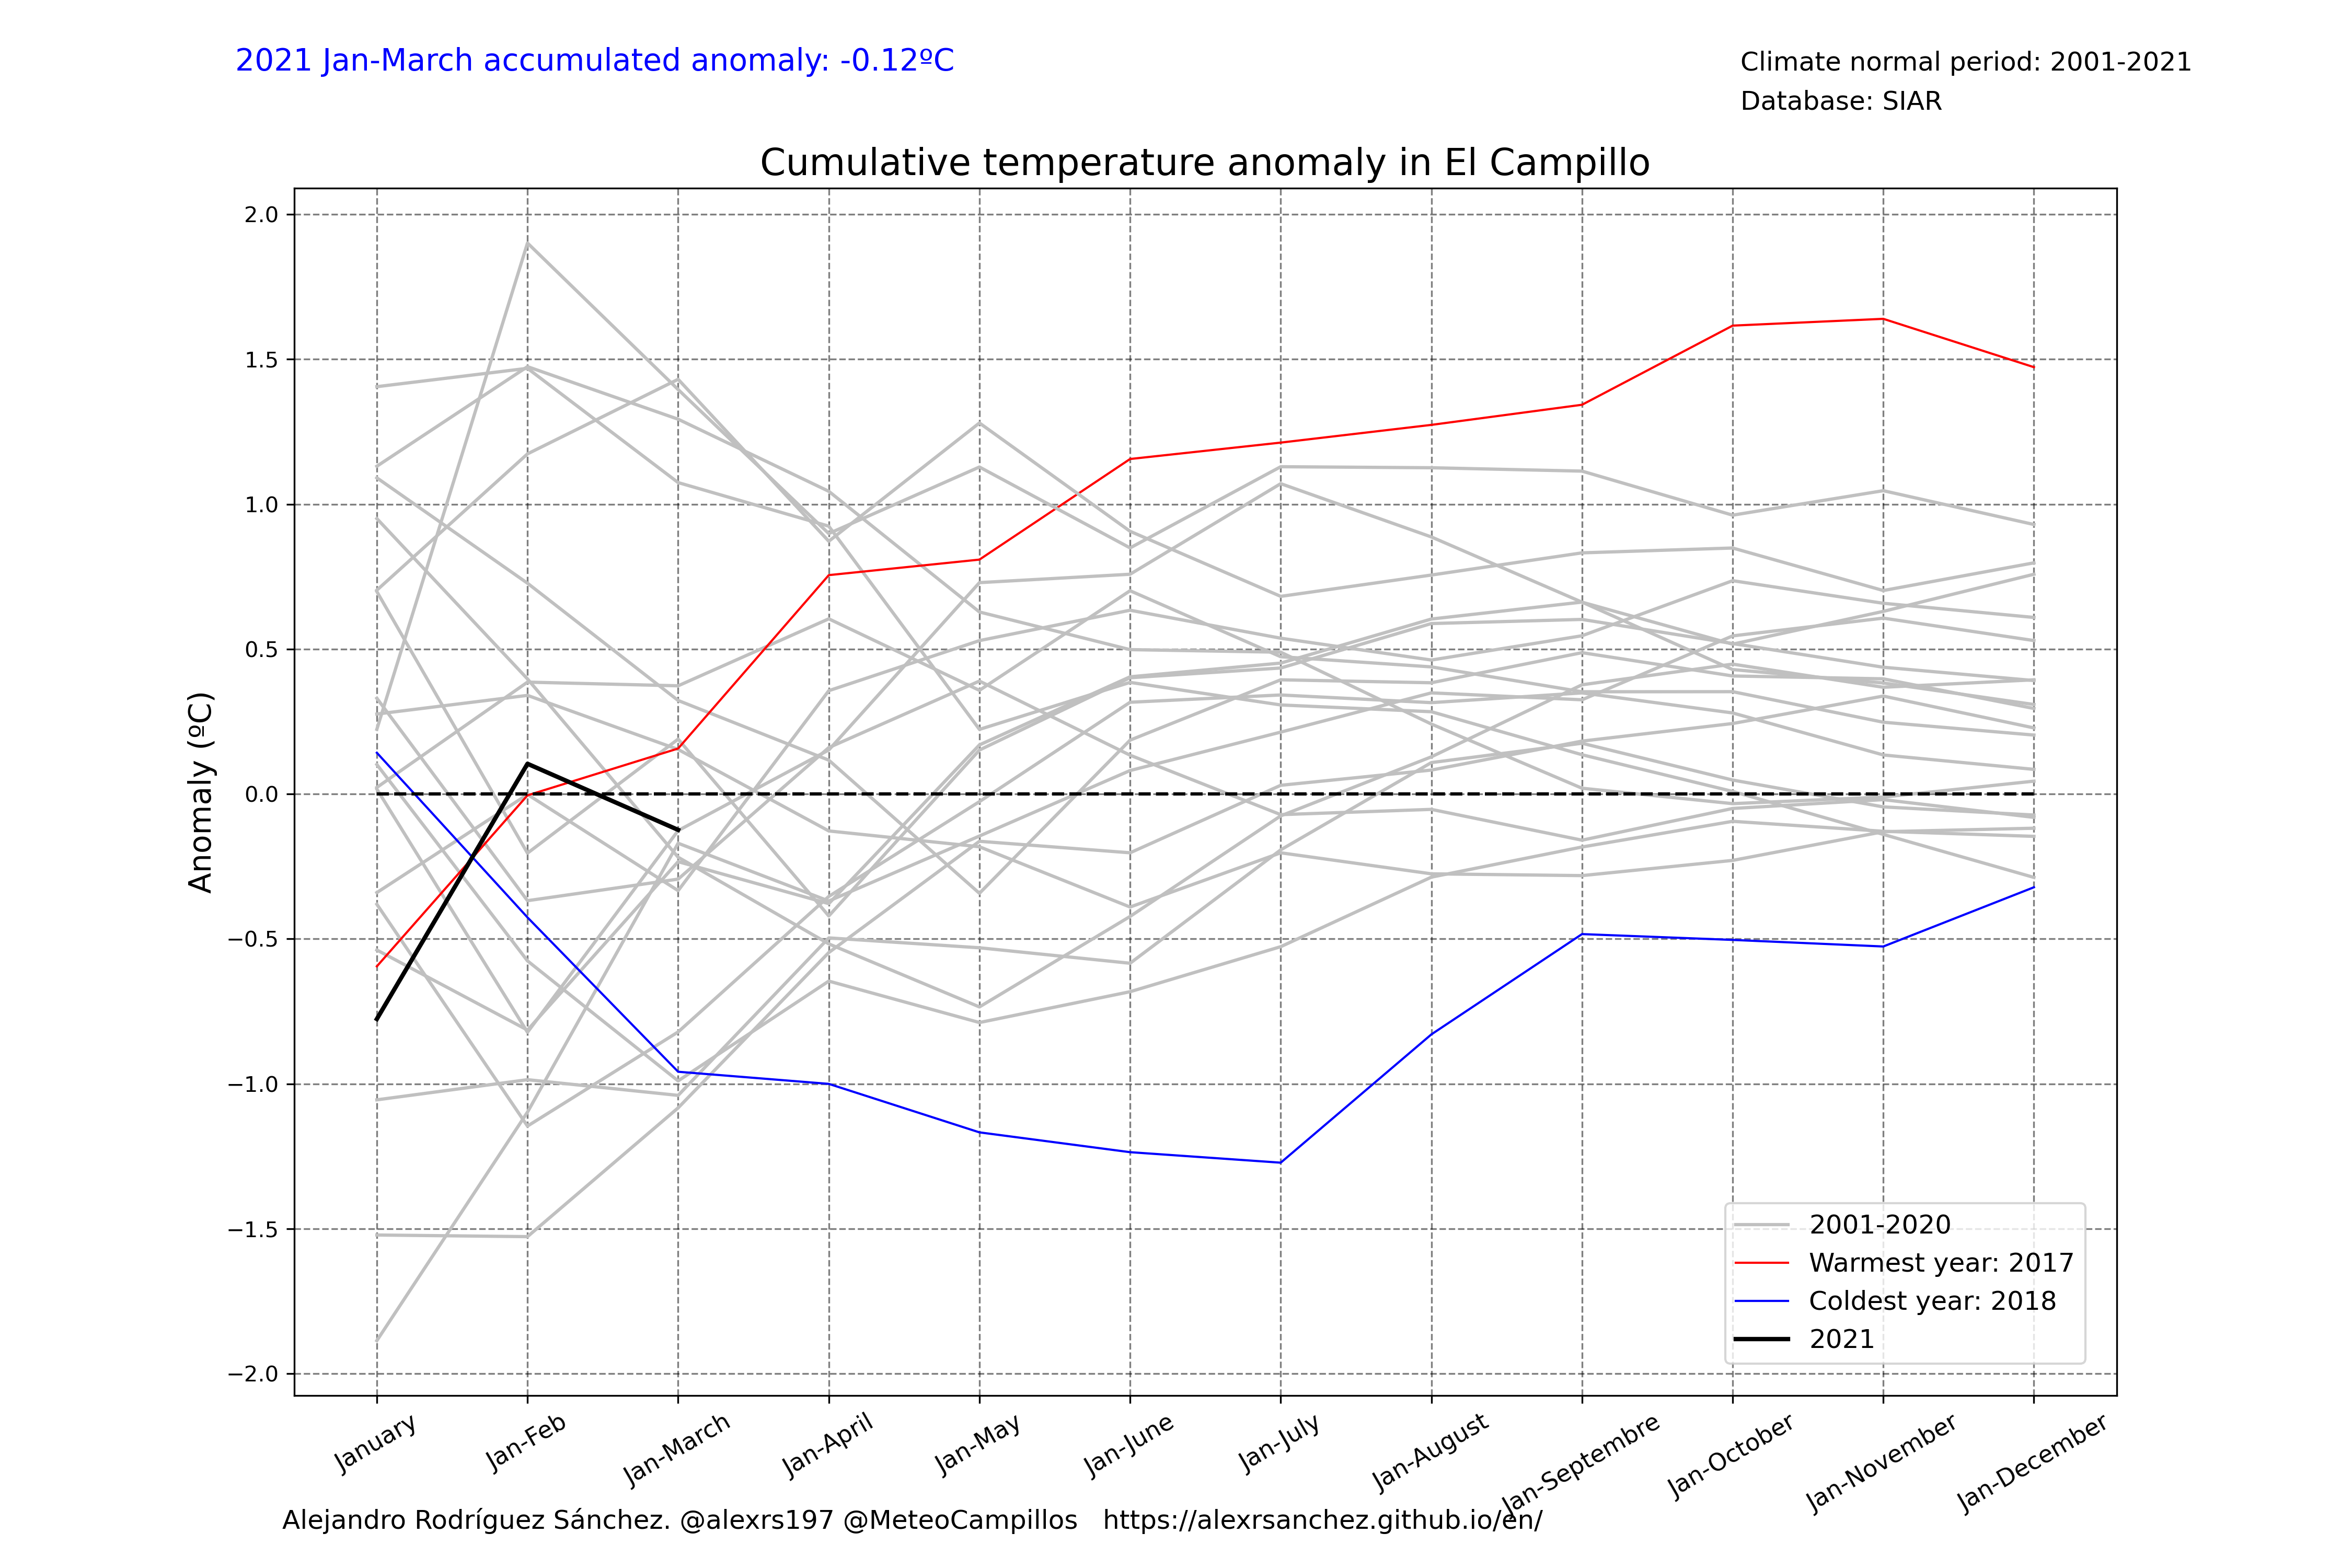 2021 Jan-March accumulated anomaly: -0.12ºC
Climate normal period: 2001-2021
Database: SIAR
Cumulative temperature anomaly in El Campillo
Anomaly (ºC)
2.0
1.5
1.0
0.5
0.0
−0.5
−1.0
−1.5
−2.0
2001-2020
Warmest year: 2017
Coldest year: 2018
2021
January
Jan-Feb
Jan-March
Jan-April
Jan-May
Jan-June
Jan-July
Jan-August
Jan-Septembre
Jan-October
Jan-November
Jan-December
Alejandro Rodríguez Sánchez. @alexrs197 @MeteoCampillos   https://alexrsanchez.github.io/en/